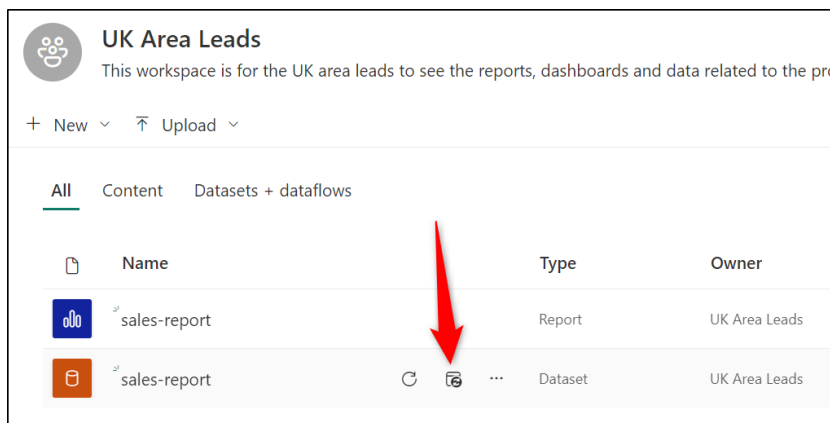 UK Area Leads
This workspace is for the UK area leads to see the reports, dashboards and data related to the pro
New Upload
All Content Datasets + dataflows
Name Type Owner
sales-report Report UK Area Leads
sales-report Dataset UK Area Leads